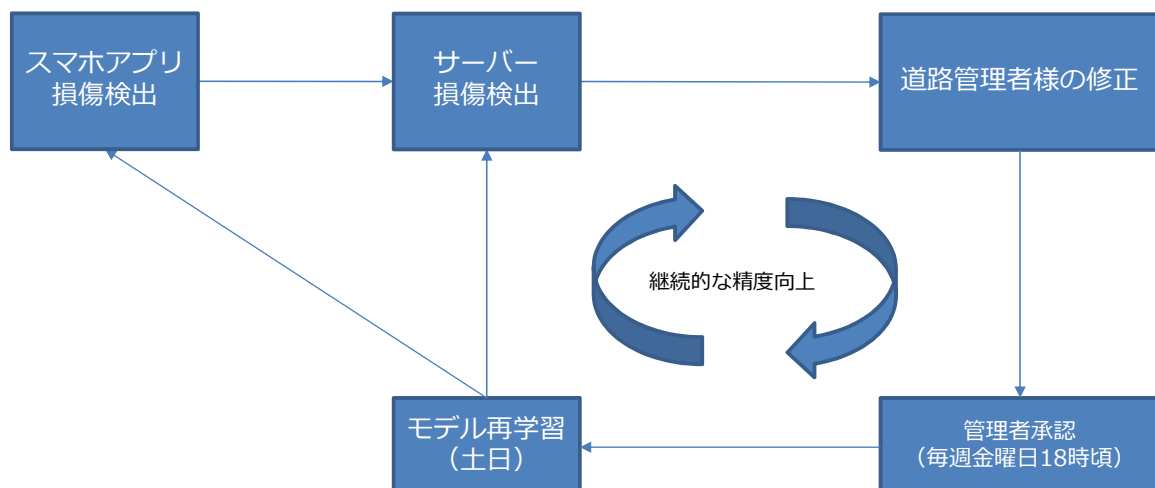 スマホアプリ
損傷検出
サーバー
損傷検出
道路管理者様の修正
継続的な精度向上
モデル再学習
（土日）
管理者承認
（毎週金曜日18時頃）